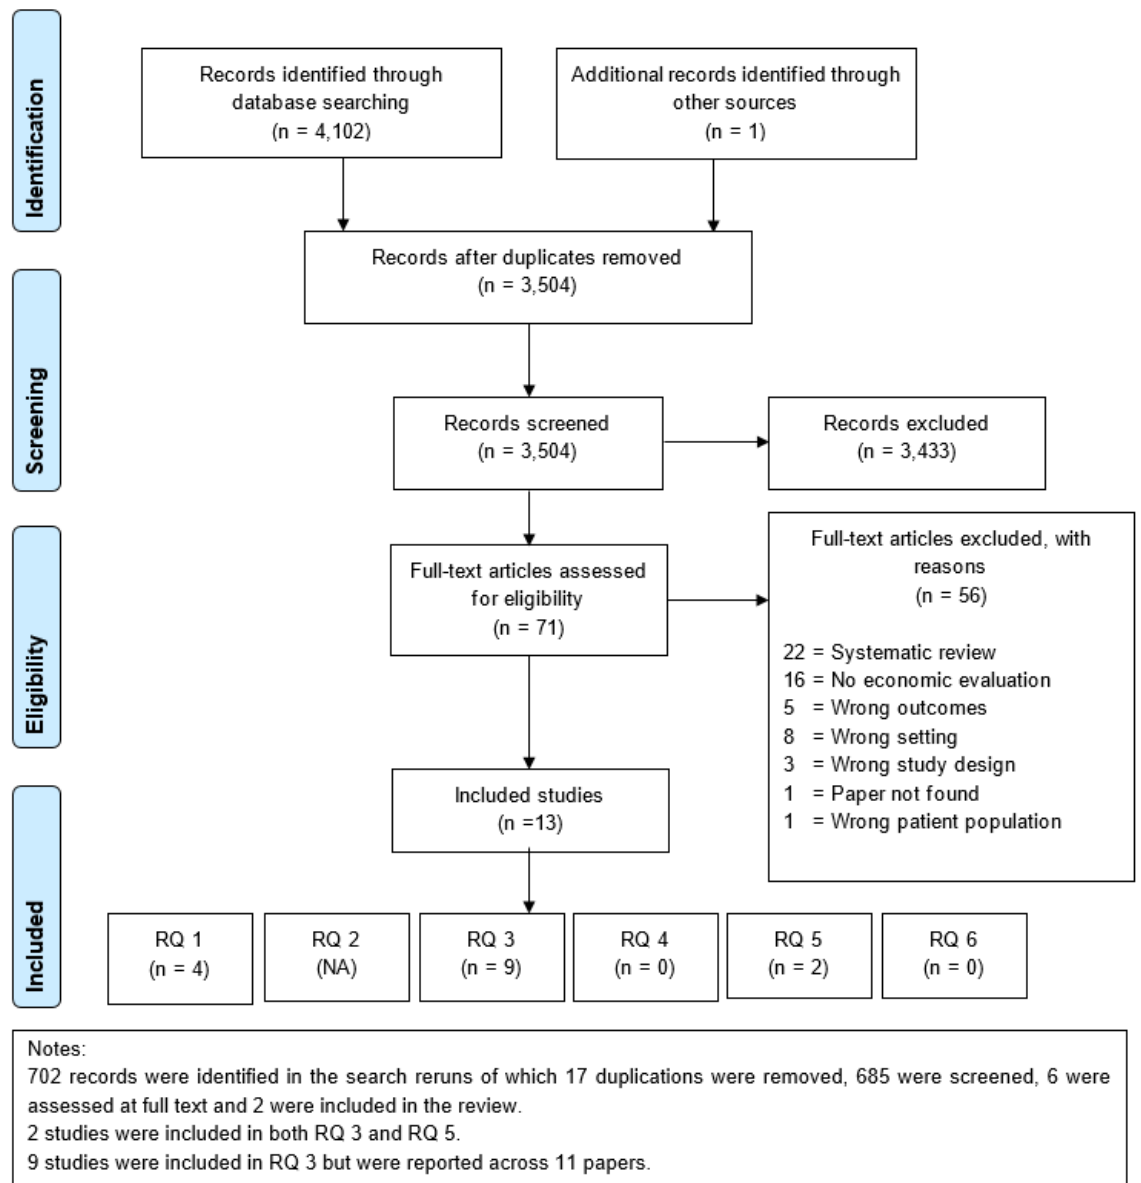 Identification
Records identified through
database searching
(n = 4,102)
Additional records identified through
other sources
(n = 1)
Records after duplicates removed
(n = 3,504)
Screening
Records screened
(n = 3,504)
Records excluded
(n = 3,433)
Eligibility
Full-text articles assessed
for eligibility
(n = 71)
Full-text articles excluded, with
reasons
(n = 56)
22 = Systematic review
16 = No economic evaluation
5 = Wrong outcomes
8 = Wrong setting
3 = Wrong study design
1 = Paper not found
1 = Wrong patient population
Included
Included studies
(n =13)
RQ 1
(n = 4)
RQ 2
(NA)
RQ 3
(n = 9)
RQ 4
(n = 0)
RQ 5
(n = 2)
RQ 6
(n = 0)
Notes:
702 records were identified in the search reruns of which 17 duplications were removed, 685 were screened, 6 were
assessed at full text and 2 were included in the review.
2 studies were included in both RQ 3 and RQ 5.
9 studies were included in RQ 3 but were reported across 11 papers.